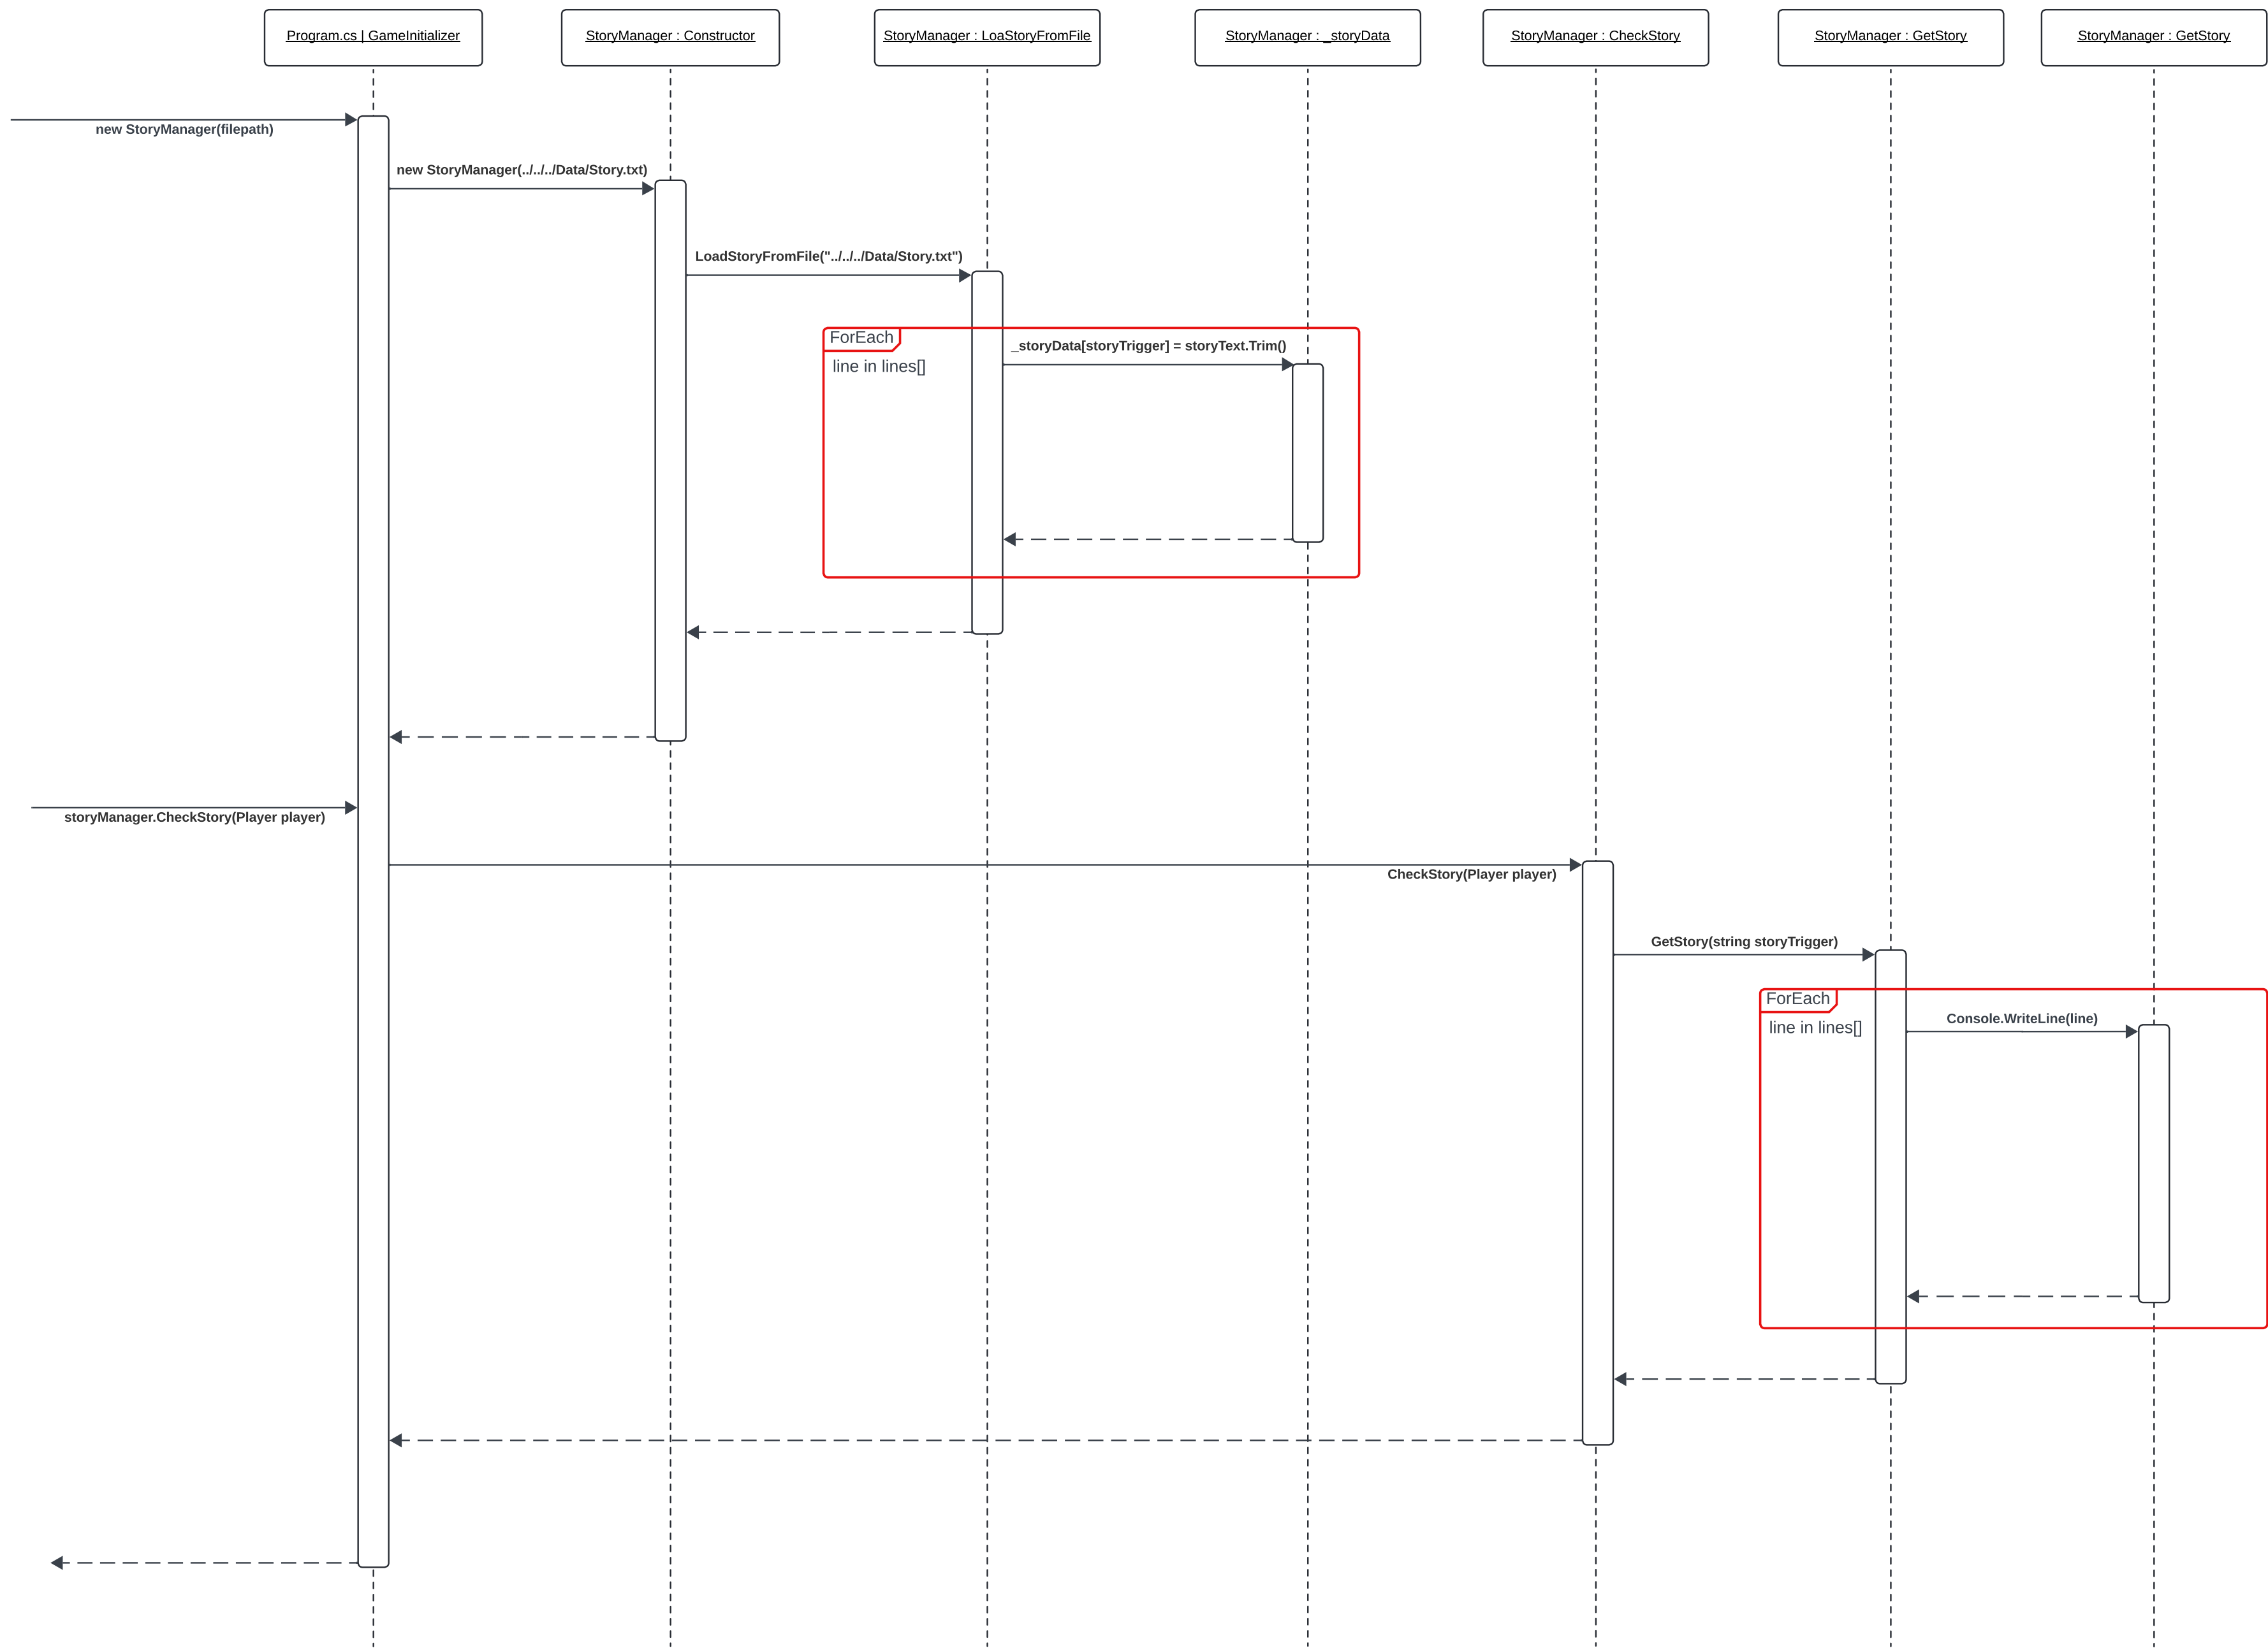 Program.cs | GameInitializer
StoryManager : Constructor
StoryManager : LoaStoryFromFile
StoryManager : _storyData
StoryManager : CheckStory
StoryManager : GetStory
StoryManager : GetStory
new StoryManager(filepath)
new StoryManager(../../../Data/Story.txt)
LoadStoryFromFile("../../../Data/Story.txt")
ForEach
_storyData[storyTrigger] = storyText.Trim()
line in lines[]
storyManager.CheckStory(Player player)
CheckStory(Player player)
GetStory(string storyTrigger)
ForEach
Console.WriteLine(line)
line in lines[]